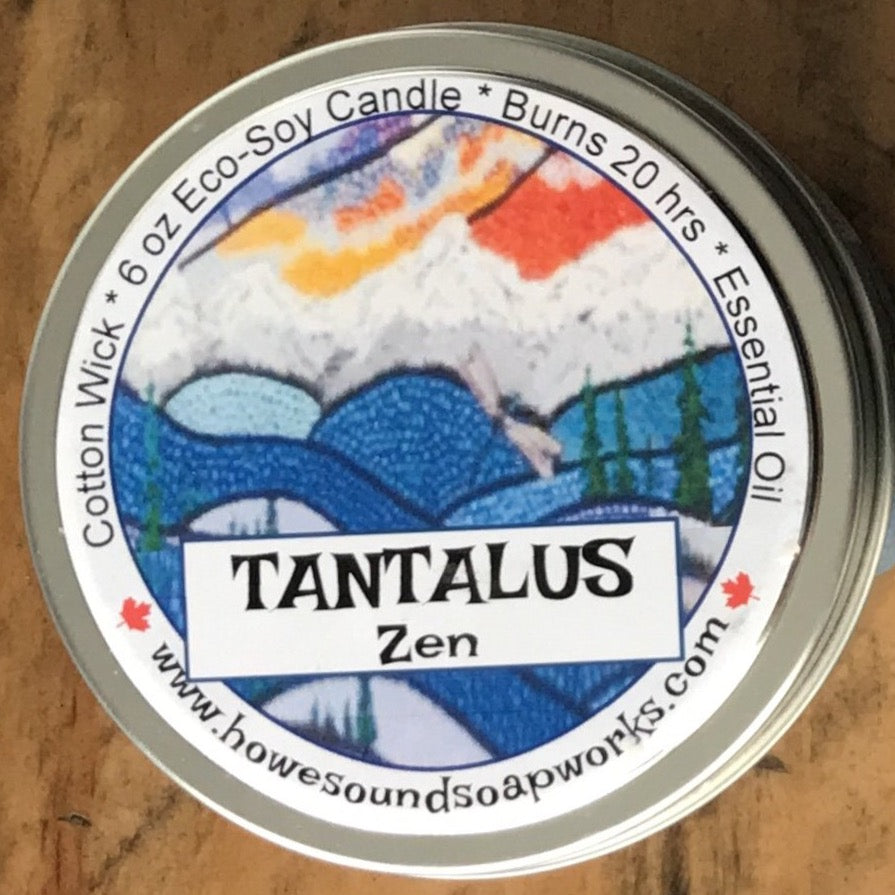 Cotton Wick * 6 oz Eco-Soy Candle * Burns 20 hrs * Essential Oil
TANTALUS
Zen
www.howesoundsoapworks.com